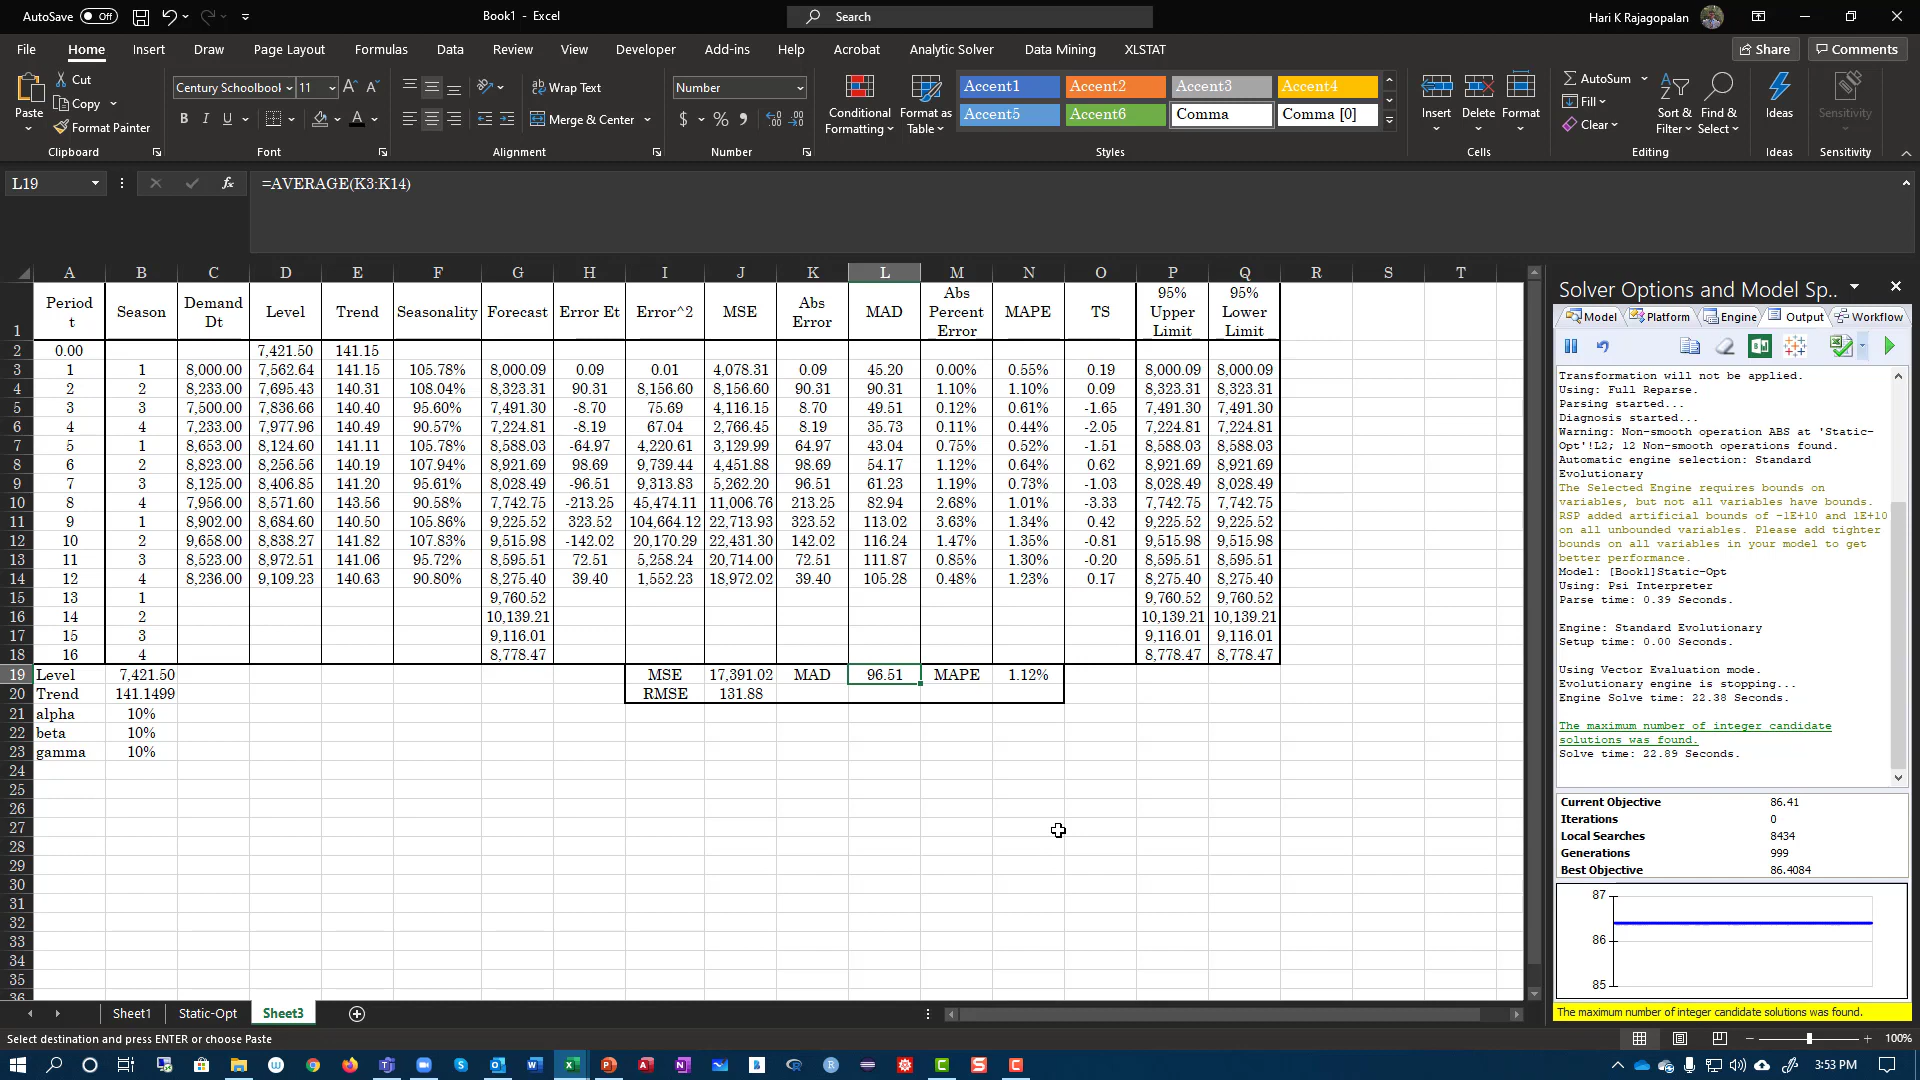 AutoSave Off Book1 - Excel Search Hari K Rajagopalan
File Home Insert Draw Page Layout Formulas Data Review View Developer Add-ins Help Acrobat Analytic Solver Data Mining XLSTAT Share Comments
Paste Cut Copy Format Painter
Century Schoolbook 11
B I U A
Wrap Text
Merge & Center
Number
$ % 9
Conditional Formatting Format as Table
Accent1 Accent2 Accent3 Accent4
Accent5 Accent6 Comma Comma [0]
Insert Delete Format
AutoSum Fill Clear
Sort & Filter Find & Select
Ideas Sensitivity
Clipboard Font Alignment Number Styles Cells Editing Ideas Sensitivity
L19 fx =AVERAGE(K3:K14)
A B C D E F G H I J K L M N O P Q R S T
1 Period t Season Demand Dt Level Trend Seasonality Forecast Error Et Error^2 MSE Abs Error MAD Abs Percent Error MAPE TS 95% Upper Limit 95% Lower Limit
2 0.00 7,421.50 141.15
3 1 1 8,000.00 7,562.64 141.15 105.78% 8,000.09 0.09 0.01 4,078.31 0.09 45.20 0.00% 0.55% 0.19 8,000.09 8,000.09
4 2 2 8,233.00 7,695.43 140.31 108.04% 8,323.31 90.31 8,156.60 8,156.60 90.31 90.31 1.10% 1.10% 0.09 8,323.31 8,323.31
5 3 3 7,500.00 7,836.66 140.40 95.60% 7,491.30 -8.70 75.69 4,116.15 8.70 49.51 0.12% 0.61% -1.65 7,491.30 7,491.30
6 4 4 7,233.00 7,977.96 140.49 90.57% 7,224.81 -8.19 67.04 2,766.45 8.19 35.73 0.11% 0.44% -2.05 7,224.81 7,224.81
7 5 1 8,653.00 8,124.60 141.11 105.78% 8,588.03 -64.97 4,220.61 3,129.99 64.97 43.04 0.75% 0.52% -1.51 8,588.03 8,588.03
8 6 2 8,823.00 8,256.56 140.19 107.94% 8,921.69 98.69 9,739.44 4,451.88 98.69 54.17 1.12% 0.64% 0.62 8,921.69 8,921.69
9 7 3 8,125.00 8,406.85 141.20 95.61% 8,028.49 -96.51 9,313.83 5,262.20 96.51 61.23 1.19% 0.73% -1.03 8,028.49 8,028.49
10 8 4 7,956.00 8,571.60 143.56 90.58% 7,742.75 -213.25 45,474.11 11,006.76 213.25 82.94 2.68% 1.01% -3.33 7,742.75 7,742.75
11 9 1 8,902.00 8,684.60 140.50 105.86% 9,225.52 323.52 104,664.12 22,713.93 323.52 113.02 3.63% 1.34% 0.42 9,225.52 9,225.52
12 10 2 9,658.00 8,838.27 141.82 107.83% 9,515.98 -142.02 20,170.29 22,431.30 142.02 116.24 1.47% 1.35% -0.81 9,515.98 9,515.98
13 11 3 8,523.00 8,972.51 141.06 95.72% 8,595.51 72.51 5,258.24 20,714.00 72.51 111.87 0.85% 1.30% -0.20 8,595.51 8,595.51
14 12 4 8,236.00 9,109.23 140.63 90.80% 8,275.40 39.40 1,552.23 18,972.02 39.40 105.28 0.48% 1.23% 0.17 8,275.40 8,275.40
15 13 1 9,760.52 9,760.52 9,760.52
16 14 2 10,139.21 10,139.21 10,139.21
17 15 3 9,116.01 9,116.01 9,116.01
18 16 4 8,778.47 8,778.47 8,778.47
19 Level 7,421.50 MSE 17,391.02 MAD 96.51 MAPE 1.12%
20 Trend 141.1499 RMSE 131.88
21 alpha 10%
22 beta 10%
23 gamma 10%
24
25
26
27
28
29
30
31
32
33
34
35
36
Solver Options and Model Sp..
Model Platform Engine Output Workflow
Transformation will not be applied.
Using: Full Reparse.
Parsing started...
Diagnosis started...
Warning: Non-smooth operation ABS at 'Static-
Opt'!L2; 12 Non-smooth operations found.
Automatic engine selection: Standard
Evolutionary
The Selected Engine requires bounds on
variables, but not all variables have bounds.
RSP added artificial bounds of -1E+10 and 1E+10
on all unbounded variables. Please add tighter
bounds on all variables in your model to get
better performance.
Model: [Book1]Static-Opt
Using: Psi Interpreter
Parse time: 0.39 Seconds.
Engine: Standard Evolutionary
Setup time: 0.00 Seconds.
Using Vector Evaluation mode.
Evolutionary engine is stopping...
Engine Solve time: 22.38 Seconds.
The maximum number of integer candidate
solutions was found.
Solve time: 22.89 Seconds.
Current Objective 86.41
Iterations 0
Local Searches 8434
Generations 999
Best Objective 86.4084
87
86
85
The maximum number of integer candidate solutions was found.
Sheet1 Static-Opt Sheet3
Select destination and press ENTER or choose Paste 100%
3:53 PM